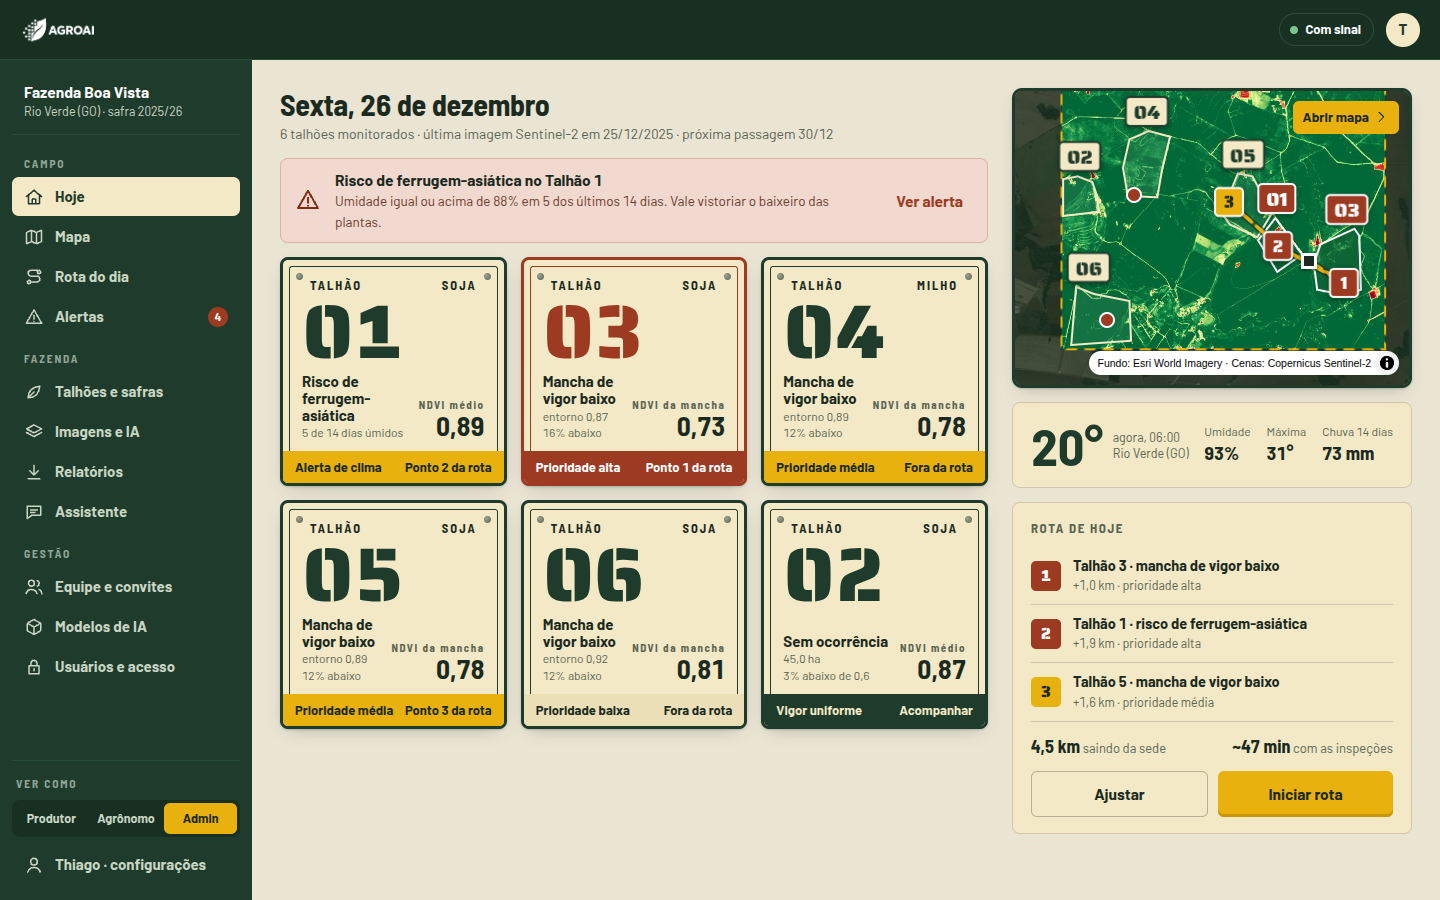 AGROAI
Com sinal
T
Fazenda Boa Vista
Rio Verde (GO) · safra 2025/26
CAMPO
Hoje
Mapa
Rota do dia
Alertas
4
FAZENDA
Talhões e safras
Imagens e IA
Relatórios
Assistente
GESTÃO
Equipe e convites
Modelos de IA
Usuários e acesso
VER COMO
Produtor Agrônomo Admin
Thiago · configurações
Sexta, 26 de dezembro
6 talhões monitorados · última imagem Sentinel-2 em 25/12/2025 · próxima passagem 30/12
Risco de ferrugem-asiática no Talhão 1
Umidade igual ou acima de 88% em 5 dos últimos 14 dias. Vale vistoriar o baixeiro das
plantas.
Ver alerta
TALHÃO SOJA
01
Risco de
ferrugem-
asiática
5 de 14 dias úmidos
NDVI médio
0,89
Alerta de clima Ponto 2 da rota
TALHÃO SOJA
03
Mancha de
vigor baixo
entorno 0,87
16% abaixo
NDVI da mancha
0,73
Prioridade alta Ponto 1 da rota
TALHÃO MILHO
04
Mancha de
vigor baixo
entorno 0,89
12% abaixo
NDVI da mancha
0,78
Prioridade média Fora da rota
TALHÃO SOJA
05
Mancha de
vigor baixo
entorno 0,89
12% abaixo
NDVI da mancha
0,78
Prioridade média Ponto 3 da rota
TALHÃO SOJA
06
Mancha de
vigor baixo
entorno 0,92
12% abaixo
NDVI da mancha
0,81
Prioridade baixa Fora da rota
TALHÃO SOJA
02
Sem ocorrência
45,0 ha
3% abaixo de 0,6
NDVI médio
0,87
Vigor uniforme Acompanhar
04
Abrir mapa
02
05
3
01
03
2
06
1
Fundo: Esri World Imagery · Cenas: Copernicus Sentinel-2
20°
agora, 06:00
Rio Verde (GO)
Umidade
93%
Máxima
31°
Chuva 14 dias
73 mm
ROTA DE HOJE
1
Talhão 3 · mancha de vigor baixo
+1,0 km · prioridade alta
2
Talhão 1 · risco de ferrugem-asiática
+1,9 km · prioridade alta
3
Talhão 5 · mancha de vigor baixo
+1,6 km · prioridade média
4,5 km saindo da sede
~47 min com as inspeções
Ajustar
Iniciar rota